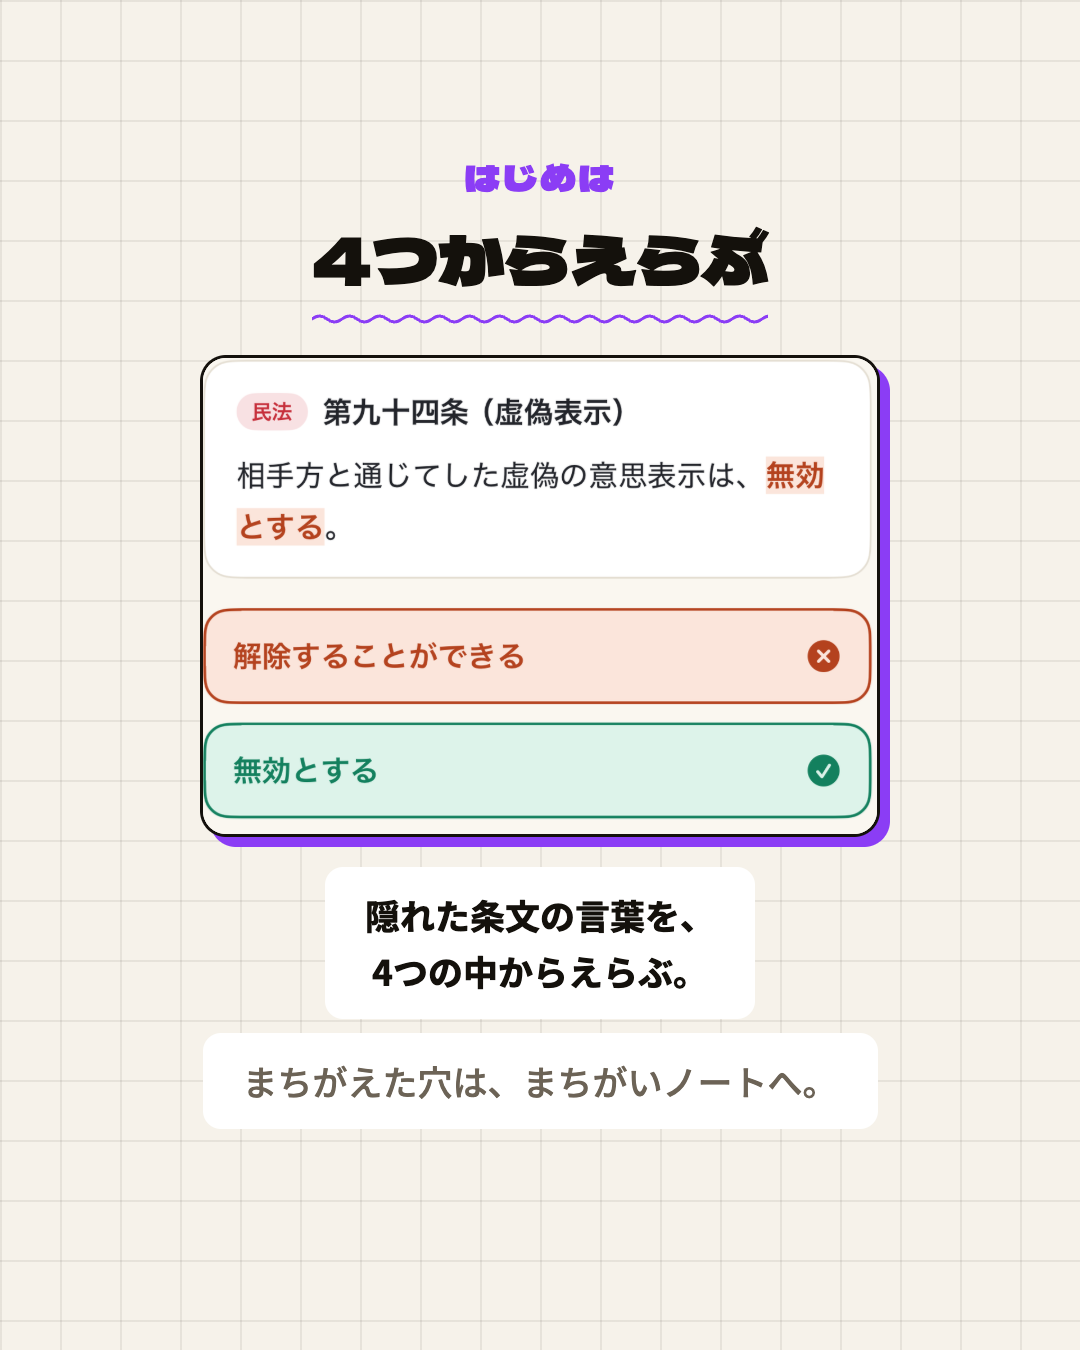 はじめは
4つからえらぶ
民法 第九十四条（虚偽表示）
相手方と通じてした虚偽の意思表示は、無効
とする。
解除することができる
無効とする
隠れた条文の言葉を、
4つの中からえらぶ。
まちがえた穴は、まちがいノートへ。